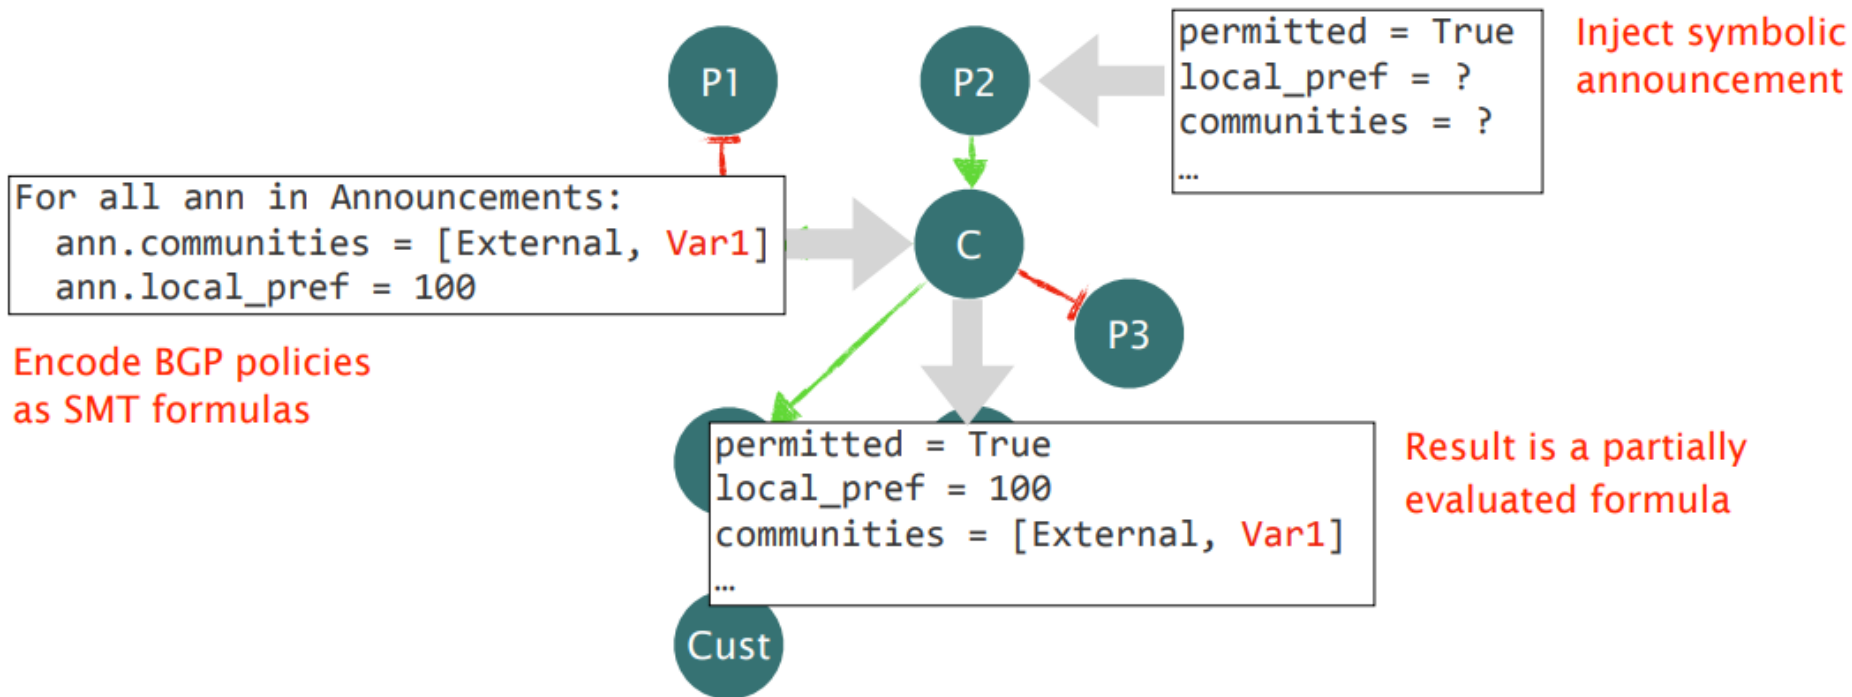 P1
P2
permitted = True
local_pref = ?
communities = ?
…
Inject symbolic
announcement
For all ann in Announcements:
ann.communities = [External, Var1]
ann.local_pref = 100
C
P3
Encode BGP policies
as SMT formulas
permitted = True
local_pref = 100
communities = [External, Var1]
…
Result is a partially
evaluated formula
Cust